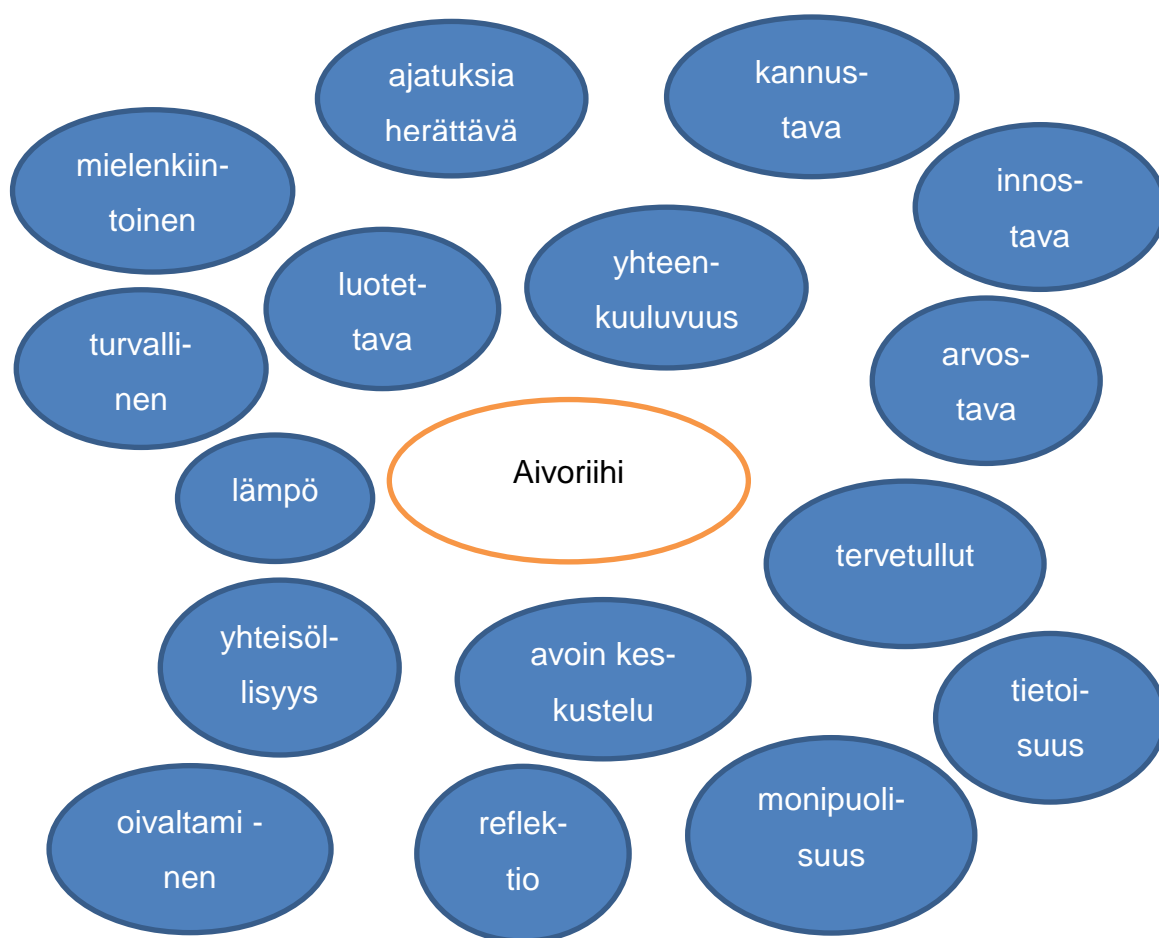 ajatuksia
herättävä
kannus-
tava
mielenkiin-
toinen
innos-
tava
luotet-
tava
yhteen-
kuuluvuus
turvalli-
nen
arvos-
tava
lämpö
Aivoriihi
tervetullut
yhteisöl-
lisyys
avoin kes-
kustelu
tietoi-
suus
oivaltami -
nen
reflek-
tio
monipuoli-
suus